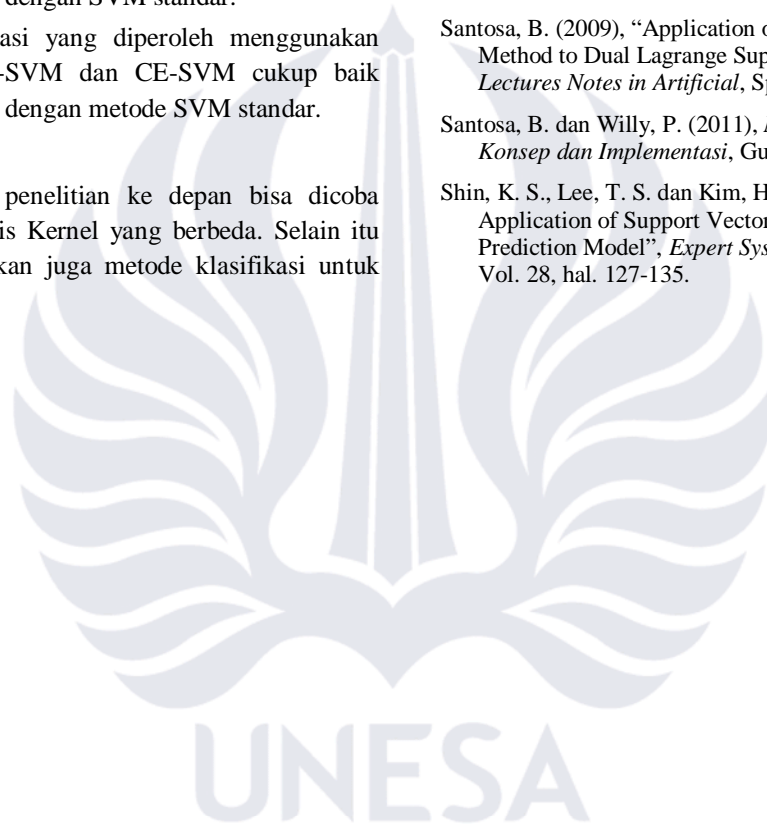 dengan SVM standar.
asi yang diperoleh menggunakan
-SVM dan CE-SVM cukup baik
dengan metode SVM standar.
penelitian ke depan bisa dicoba
is Kernel yang berbeda. Selain itu
kan juga metode klasifikasi untuk
Santosa, B. (2009), “Application o
Method to Dual Lagrange Sup
Lectures Notes in Artificial, Sp
Santosa, B. dan Willy, P. (2011),
Konsep dan Implementasi, Gu
Shin, K. S., Lee, T. S. dan Kim, H
Application of Support Vector
Prediction Model”, Expert Sys
Vol. 28, hal. 127-135.
UNESA